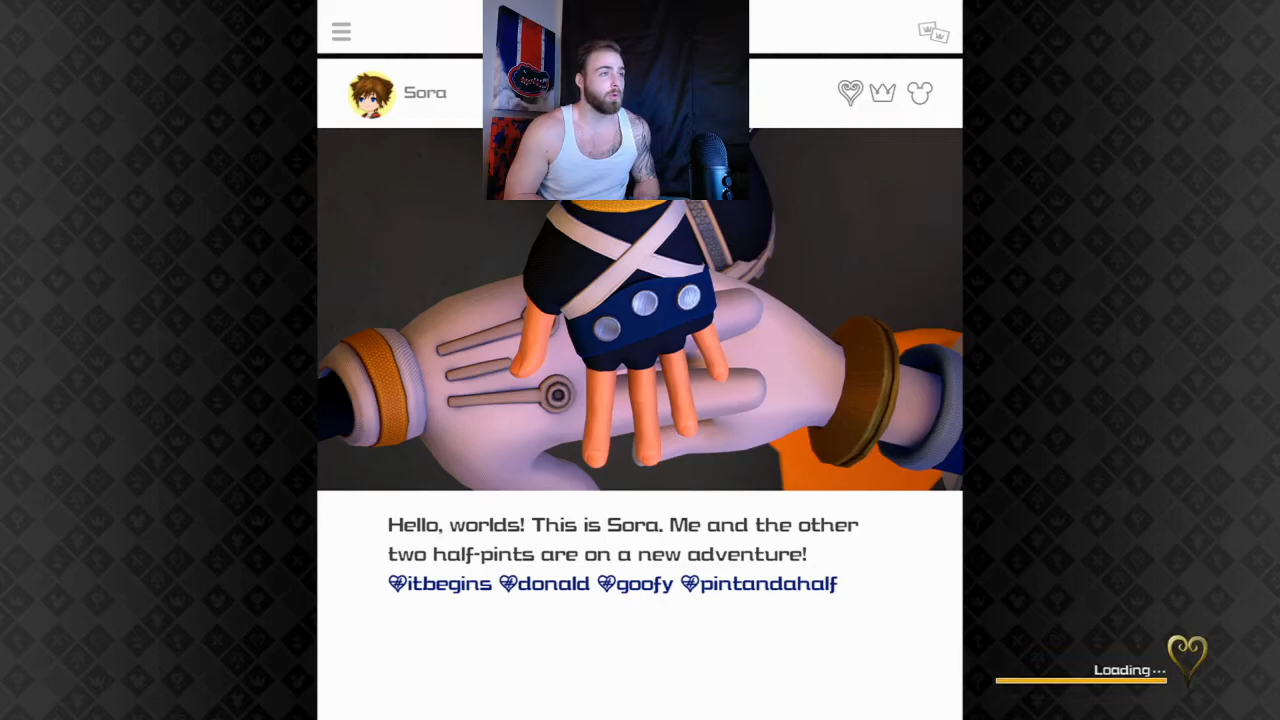 Sora
Hello, worlds! This is Sora. Me and the other
two half-pints are on a new adventure!
itbegins donald goofy pintandahalf
Loading...